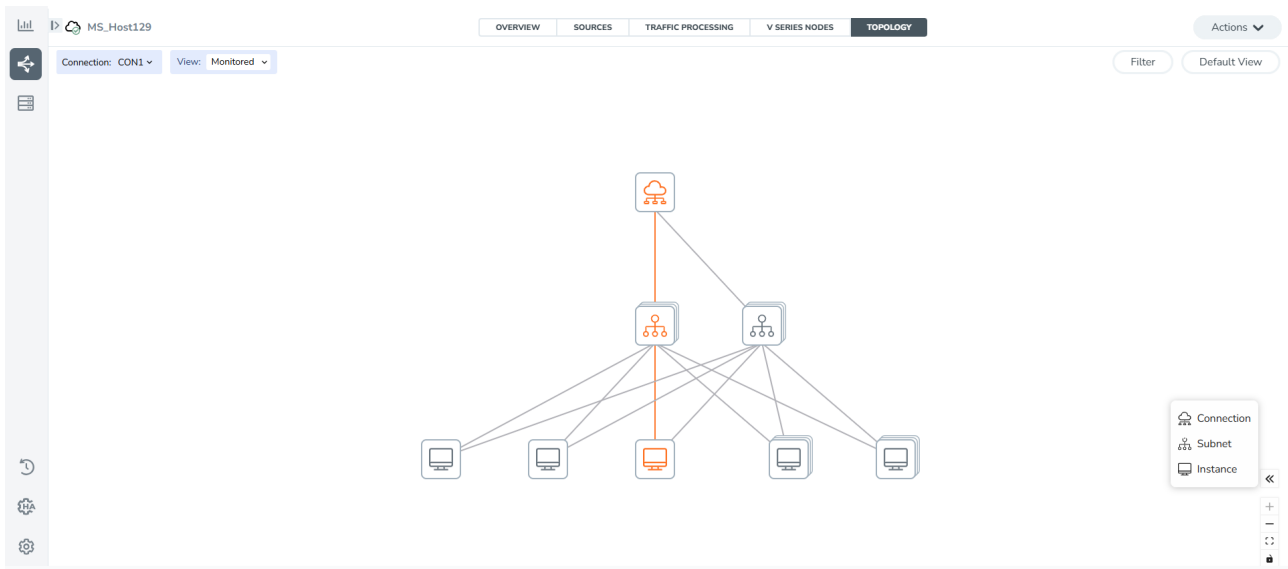 MS_Host129
OVERVIEW SOURCES TRAFFIC PROCESSING V SERIES NODES TOPOLOGY
Actions
Connection: CON1 View: Monitored
Filter Default View
Connection
Subnet
Instance
HA